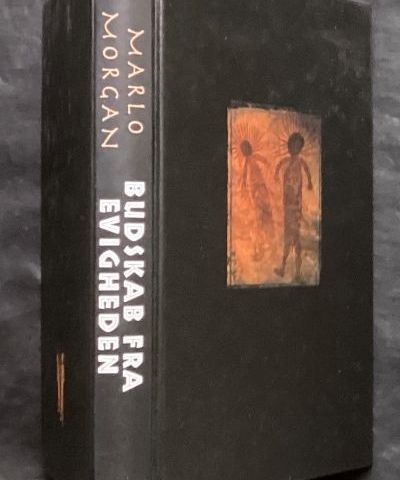 MARLO
MORGAN
BUDSKAB FRA
EVIGHEDEN